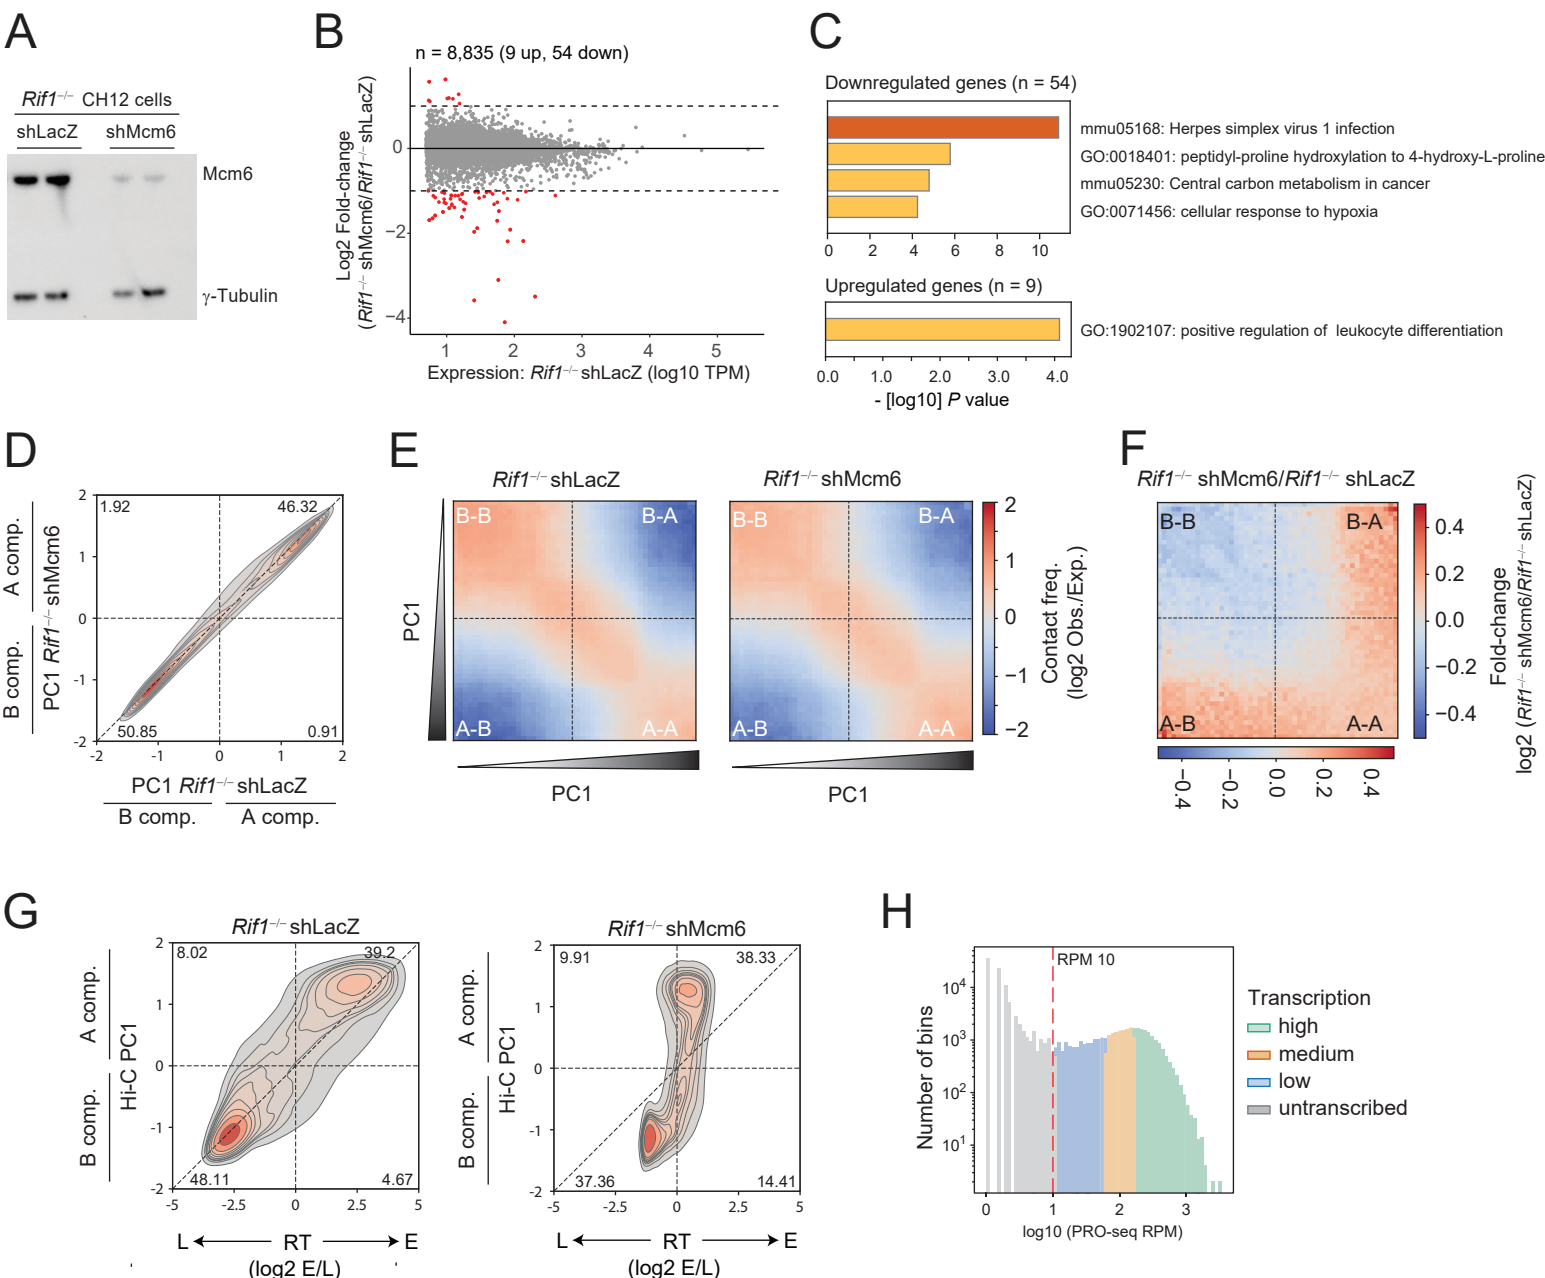 A
Rif1–/– CH12 cells
shLacZ shMcm6
Mcm6
γ-Tubulin
B
n = 8,835 (9 up, 54 down)
Log2 Fold-change
(Rif1–/– shMcm6/Rif1–/– shLacZ)
0
−2
−4
1 2 3 4 5
Expression: Rif1–/– shLacZ (log10 TPM)
C
Downregulated genes (n = 54)
mmu05168: Herpes simplex virus 1 infection
GO:0018401: peptidyl-proline hydroxylation to 4-hydroxy-L-proline
mmu05230: Central carbon metabolism in cancer
GO:0071456: cellular response to hypoxia
0 2 4 6 8 10
Upregulated genes (n = 9)
GO:1902107: positive regulation of leukocyte differentiation
0.0 1.0 2.0 3.0 4.0
- [log10] P value
D
B comp. A comp.
PC1 Rif1–/– shMcm6
2
1
0
-1
-2
1.92 46.32
50.85 0.91
-2 -1 0 1 2
PC1 Rif1–/– shLacZ
B comp. A comp.
E
Rif1–/– shLacZ
Rif1–/– shMcm6
PC1
B-B B-A
A-B A-A
B-B B-A
A-B A-A
PC1
PC1
2
1
0
−1
−2
Contact freq.
(log2 Obs./Exp.)
F
Rif1–/– shMcm6/Rif1–/– shLacZ
B-B B-A
A-B A-A
0.4
0.2
0.0
−0.2
−0.4
−0.4 −0.2 0.0 0.2 0.4
Fold-change
log2 (Rif1–/– shMcm6/Rif1–/– shLacZ)
G
Rif1–/– shLacZ
B comp. A comp.
Hi-C PC1
2
1
0
-1
-2
8.02 39.2
48.11 4.67
-5 -2.5 0 2.5 5
L RT E
(log2 E/L)
Rif1–/– shMcm6
B comp. A comp.
Hi-C PC1
2
1
0
-1
-2
9.91 38.33
37.36 14.41
-5 -2.5 0 2.5 5
L RT E
(log2 E/L)
H
Number of bins
10^4
10^3
10^2
10^1
RPM 10
0 1 2 3
log10 (PRO-seq RPM)
Transcription
high
medium
low
untranscribed